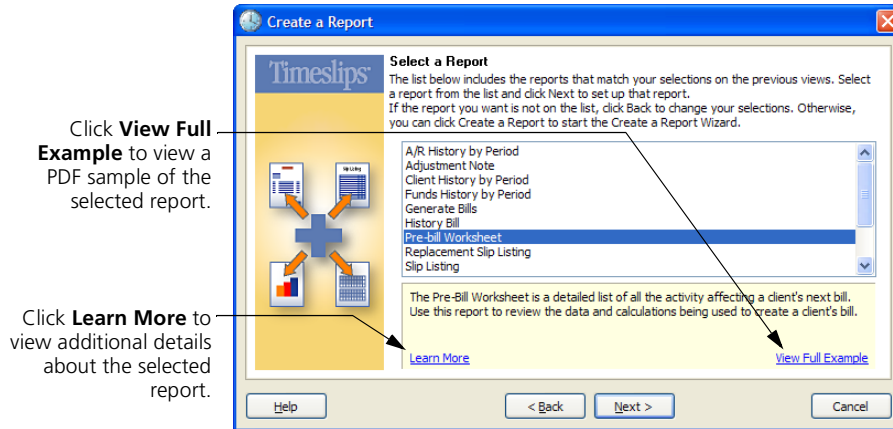 Create a Report
Timeslips
Select a Report
The list below includes the reports that match your selections on the previous views. Select
a report from the list and click Next to set up that report.
If the report you want is not on the list, click Back to change your selections. Otherwise,
you can click Create a Report to start the Create a Report Wizard.
Click View Full
Example to view a
PDF sample of the
selected report.
A/R History by Period
Adjustment Note
Client History by Period
Funds History by Period
Generate Bills
History Bill
Pre-bill Worksheet
Replacement Slip Listing
Slip Listing
Slip Listing
The Pre-Bill Worksheet is a detailed list of all the activity affecting a client's next bill.
Use this report to review the data and calculations being used to create a client's bill.
Click Learn More to
view additional details
about the selected
report.
Learn More
View Full Example
Help
< Back
Next >
Cancel